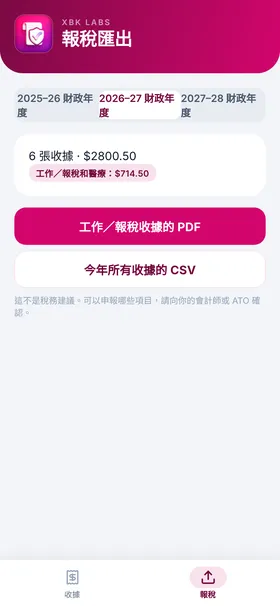 XBK LABS
報稅匯出
2025–26 財政年
度
2026–27 財政年
度
2027–28 財政年
度
6 張收據 · $2800.50
工作／報稅和醫療：$714.50
工作／報稅收據的 PDF
今年所有收據的 CSV
這不是稅務建議。可以申報哪些項目，請向你的會計師或 ATO 確
認。
收據
報稅